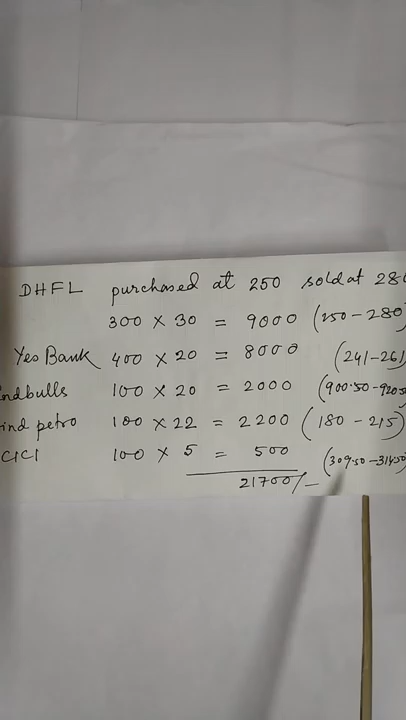 DHFL purchased at 250 sold at 280
300 × 30 = 9000 (250 - 280)
Yes Bank 400 × 20 = 8000 (241 - 261)
ndbulls 100 × 20 = 2000 (900.50 - 920.50
ind petro 100 × 22 = 2200 (180 - 215)
CICI 100 × 5 = 500 (309.50 - 314.50)
21700/-